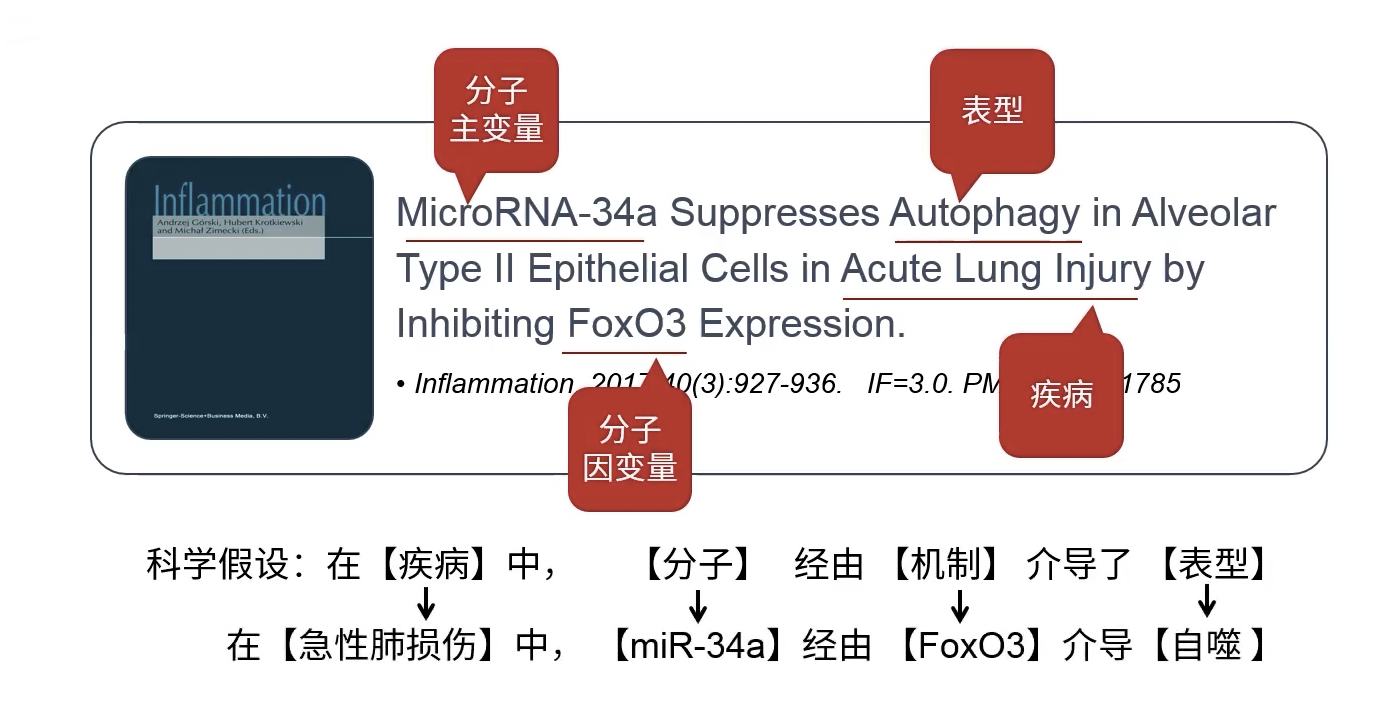 分子
主变量
表型
Inflammation
Andrzej Górski, Hubert Krotkiewski
and Michał Zimecki (Eds.)
Springer-Science+Business Media, B.V.
MicroRNA-34a Suppresses Autophagy in Alveolar
Type II Epithelial Cells in Acute Lung Injury by
Inhibiting FoxO3 Expression.
• Inflammation 2017 40(3):927-936. IF=3.0. PM 1785
分子
因变量
疾病
科学假设：在【疾病】中， 【分子】 经由 【机制】 介导了 【表型】
在【急性肺损伤】中， 【miR-34a】经由 【FoxO3】介导【自噬 】